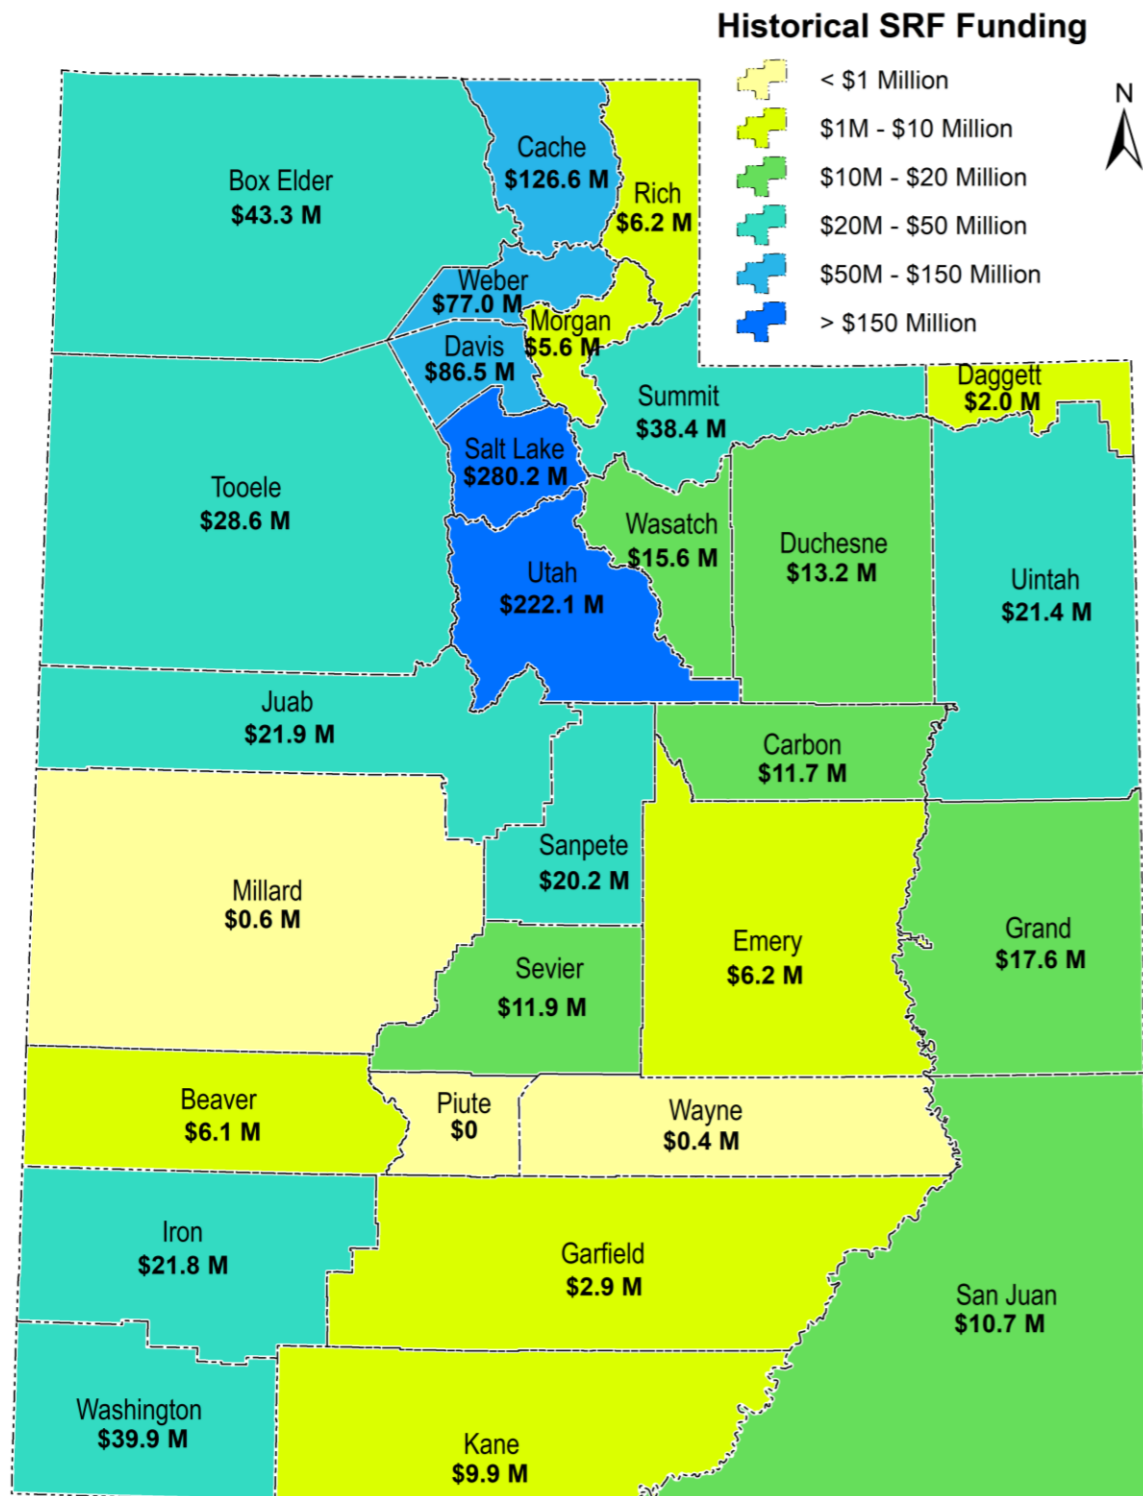 Historical SRF Funding
< $1 Million
$1M - $10 Million
$10M - $20 Million
$20M - $50 Million
$50M - $150 Million
> $150 Million
N
Box Elder
$43.3 M
Cache
$126.6 M
Rich
$6.2 M
Weber
$77.0 M
Morgan
$5.6 M
Davis
$86.5 M
Summit
$38.4 M
Daggett
$2.0 M
Salt Lake
$280.2 M
Tooele
$28.6 M
Wasatch
$15.6 M
Duchesne
$13.2 M
Utah
$222.1 M
Uintah
$21.4 M
Juab
$21.9 M
Carbon
$11.7 M
Sanpete
$20.2 M
Millard
$0.6 M
Emery
$6.2 M
Grand
$17.6 M
Sevier
$11.9 M
Beaver
$6.1 M
Piute
$0
Wayne
$0.4 M
Iron
$21.8 M
Garfield
$2.9 M
San Juan
$10.7 M
Washington
$39.9 M
Kane
$9.9 M